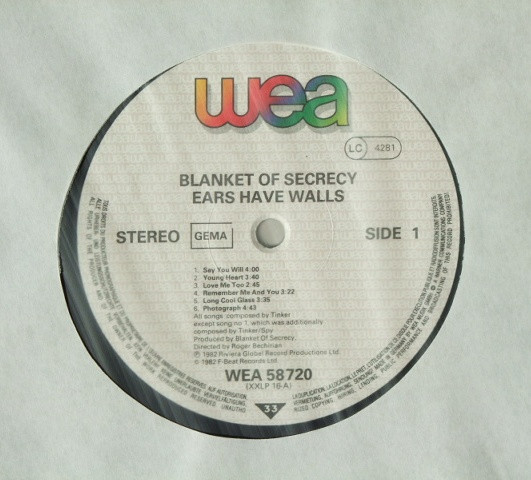 wea
LC 4281
BLANKET OF SECRECY
EARS HAVE WALLS
STEREO GEMA SIDE 1
1. Say You Will 4:00
2. Young Heart 3:40
3. Love Me Too 2:45
4. Remember Me And You 3:22
5. Long Cool Glass 3:35
6. Photograph 4:43
All songs composed by Tinker
except song no 1, which was additionally
composed by Tinker/Spy
Produced by Blanket Of Secrecy.
Directed by Roger Bechirian
℗ 1982 Riviera Global Record Productions Ltd.
© 1982 F-Beat Records Ltd
WEA 58720
(XXLP 16-A)
33